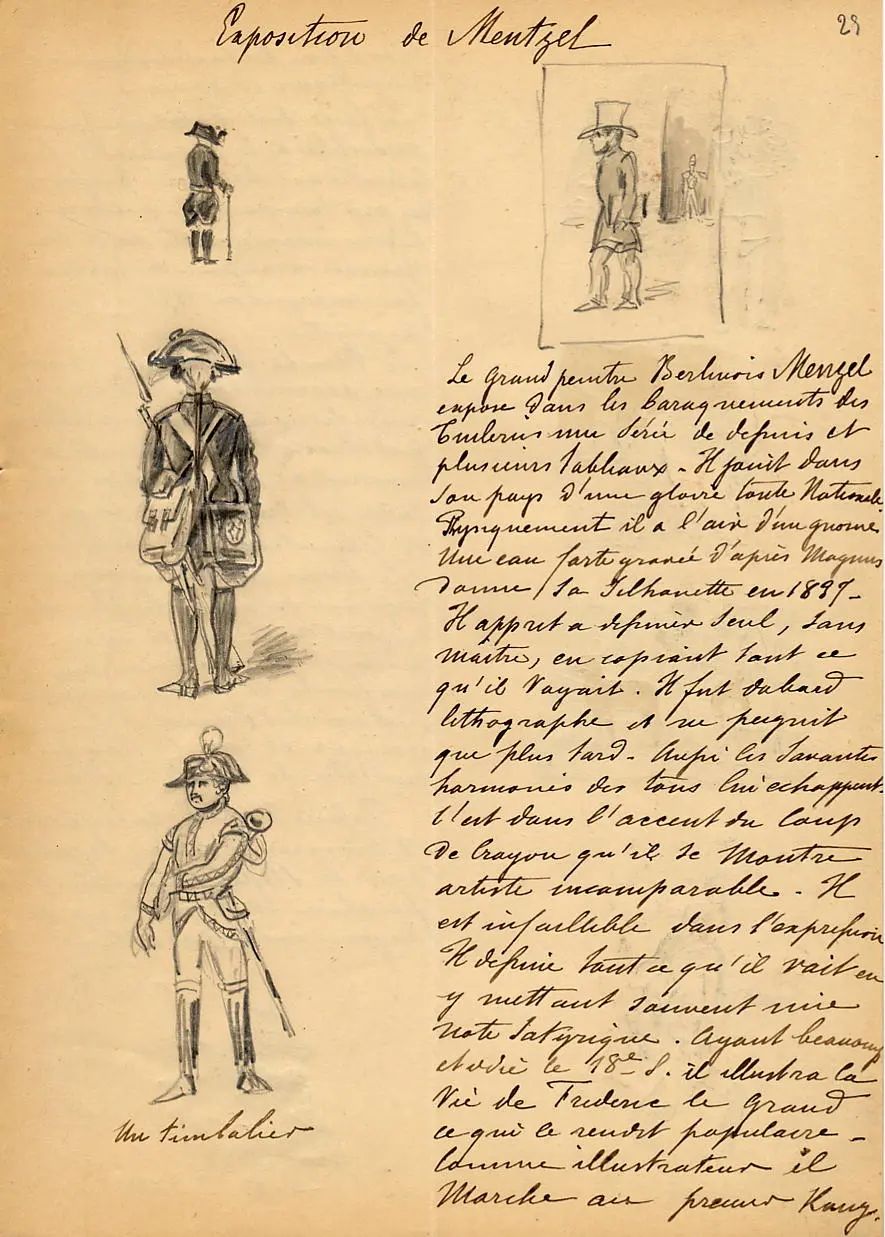 Exposition de Mentzel
29
Le grand peintre Berlinois Menzel
expose dans les baraquements des
Tuileries une série de dessins et
plusieurs tableaux - Il jouit dans
son pays d'une gloire toute Nationale.
Physiquement il a l'air d'un gnome
Une eau forte gravée d'après Magnus
donne sa silhouette en 1837-
Il apprit a dessiner seul, sans
maître, en copiant tout ce
qu'il voyait. Il fut dabord
lithographe et ne peignit
que plus tard. Aussi les savantes
harmonies des tons lui echappent.
C'est dans l'accent du coup
de Crayon qu'il se montre
artiste incomparable - Il
est infaillible dans l'expression
Il dessine tout ce qu'il voit en
y mettant souvent une
note satyrique. Ayant beaucoup
etudié le 18e S. il illustra la
Vie de Frederic le Grand
ce qui le rendit populaire -
Comme illustrateur il
Marche au premier Rang.
Un timbalier